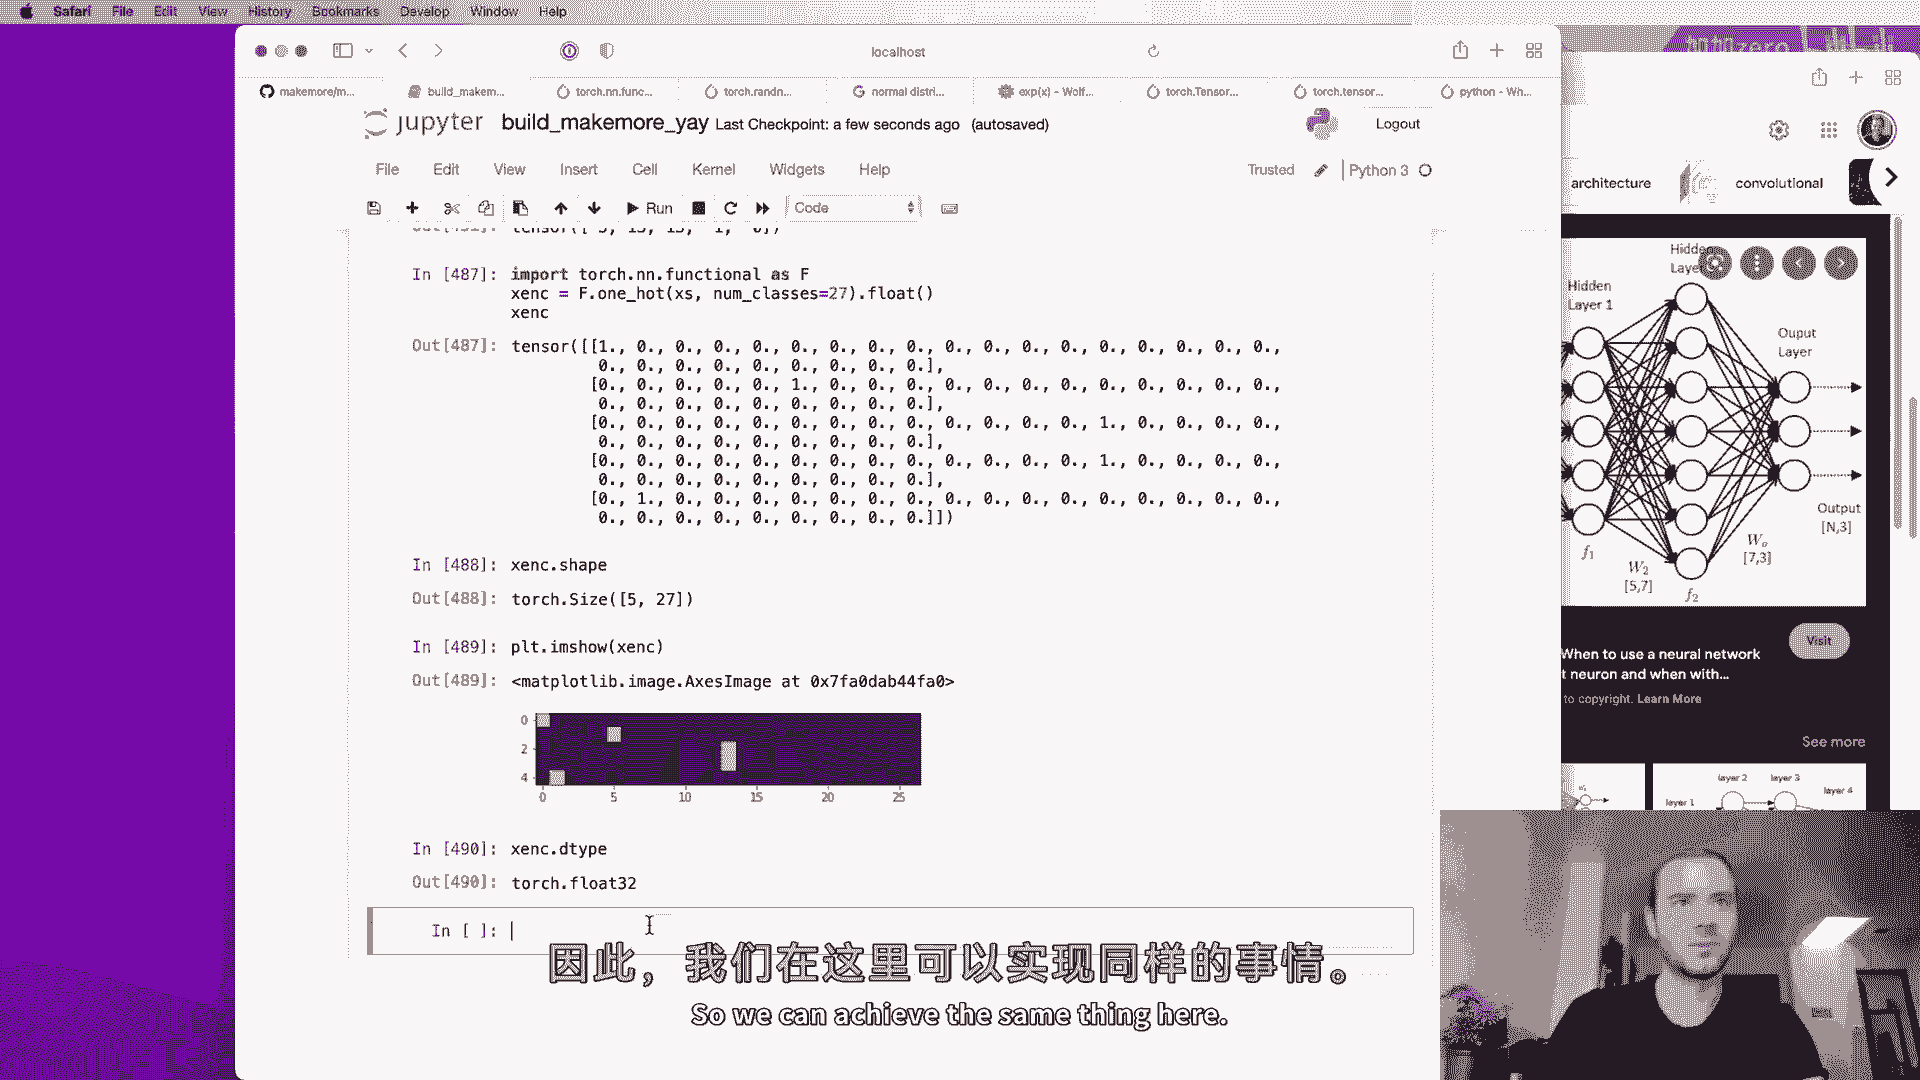 Safari File Edit View History Bookmarks Develop Window Help
localhost
makemore/m... build_makem... torch.nn.func... torch.randn... normal distri... exp(x) – Wolf... torch.Tensor... torch.tensor... python - Wh...
jupyter build_makemore_yay Last Checkpoint: a few seconds ago (autosaved)
Logout
File Edit View Insert Cell Kernel Widgets Help
Trusted Python 3
Run Code
In [487]: import torch.nn.functional as F
xenc = F.one_hot(xs, num_classes=27).float()
xenc
Out[487]: tensor([[1., 0., 0., 0., 0., 0., 0., 0., 0., 0., 0., 0., 0., 0., 0., 0., 0., 0.,
0., 0., 0., 0., 0., 0., 0., 0., 0.],
[0., 0., 0., 0., 0., 1., 0., 0., 0., 0., 0., 0., 0., 0., 0., 0., 0., 0.,
0., 0., 0., 0., 0., 0., 0., 0., 0.],
[0., 0., 0., 0., 0., 0., 0., 0., 0., 0., 0., 0., 0., 1., 0., 0., 0., 0.,
0., 0., 0., 0., 0., 0., 0., 0., 0.],
[0., 0., 0., 0., 0., 0., 0., 0., 0., 0., 0., 0., 0., 1., 0., 0., 0., 0.,
0., 0., 0., 0., 0., 0., 0., 0., 0.],
[0., 1., 0., 0., 0., 0., 0., 0., 0., 0., 0., 0., 0., 0., 0., 0., 0., 0.,
0., 0., 0., 0., 0., 0., 0., 0., 0.]])
In [488]: xenc.shape
Out[488]: torch.Size([5, 27])
In [489]: plt.imshow(xenc)
Out[489]: <matplotlib.image.AxesImage at 0x7fa0dab44fa0>
0
2
4
0 5 10 15 20 25
In [490]: xenc.dtype
Out[490]: torch.float32
In [ ]:
因此，我们在这里可以实现同样的事情。
So we can achieve the same thing here.
architecture convolutional
Hidden
Layer 1
Hidden
Ouput
Layer
Output
[N,3]
f₁
W₂
[5,7]
f₂
Wₒ
[7,3]
Visit
When to use a neural network
t neuron and when with...
to copyright. Learn More
See more
layer 1 layer 2 layer 3 layer 4